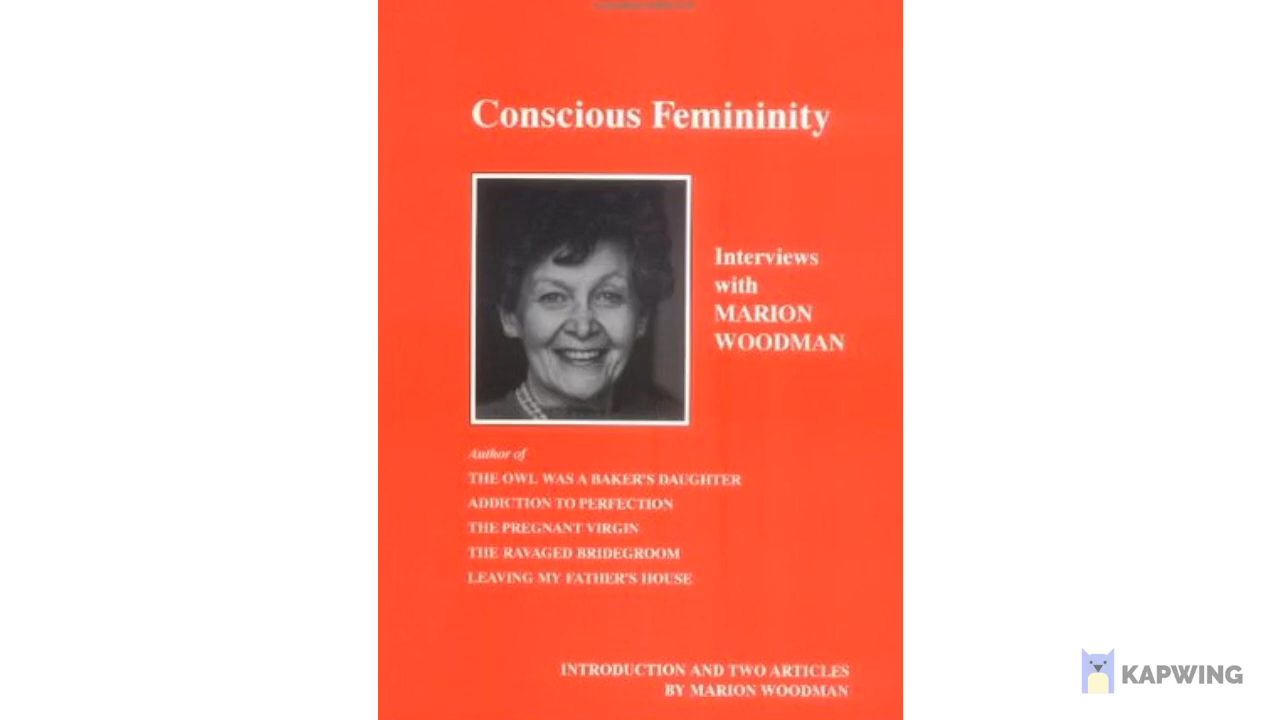 Conscious Femininity
Interviews
with
MARION
WOODMAN
Author of
THE OWL WAS A BAKER'S DAUGHTER
ADDICTION TO PERFECTION
THE PREGNANT VIRGIN
THE RAVAGED BRIDEGROOM
LEAVING MY FATHER'S HOUSE
INTRODUCTION AND TWO ARTICLES
BY MARION WOODMAN
KAPWING